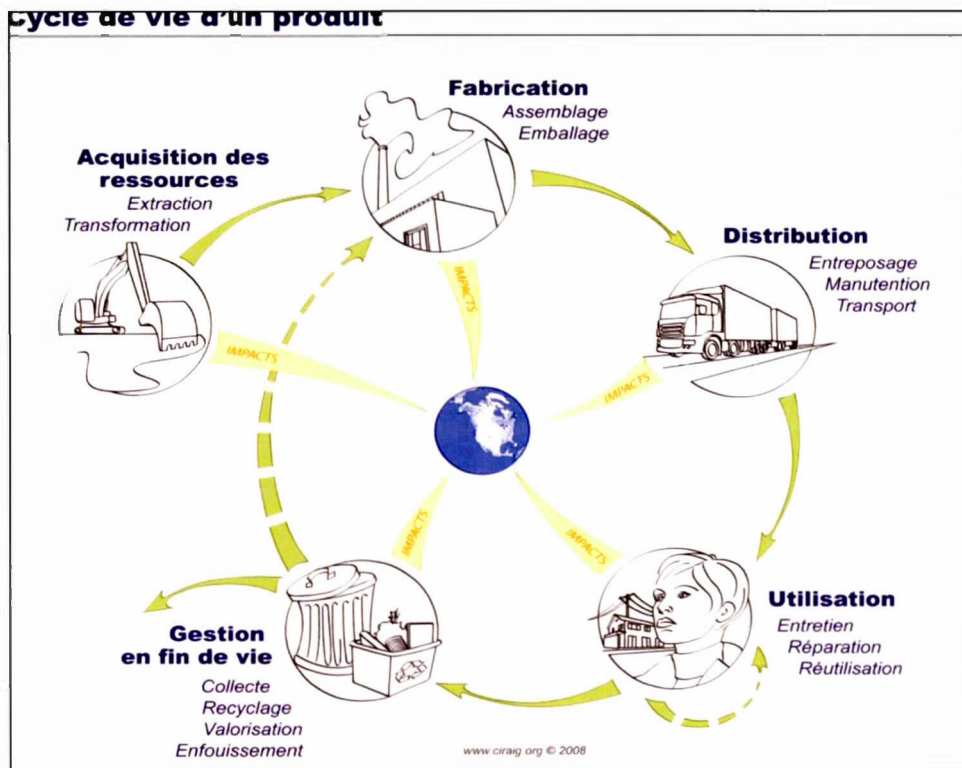 Cycle de vie d'un produit
Fabrication
Assemblage
Emballage
Acquisition des
ressources
Extraction
Transformation
Distribution
Entreposage
Manutention
Transport
IMPACTS
IMPACTS
IMPACTS
IMPACTS
IMPACTS
Utilisation
Entretien
Réparation
Réutilisation
Gestion
en fin de vie
Collecte
Recyclage
Valorisation
Enfouissement
www ciraig org © 2008